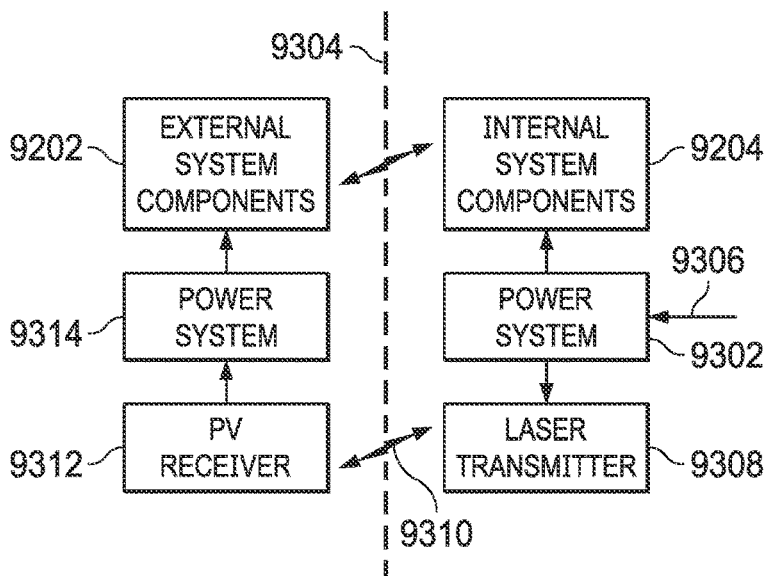 9304
9202
EXTERNAL
SYSTEM
COMPONENTS
INTERNAL
SYSTEM
COMPONENTS
9204
9314
POWER
SYSTEM
POWER
SYSTEM
9306
9302
9312
PV
RECEIVER
9310
LASER
TRANSMITTER
9308